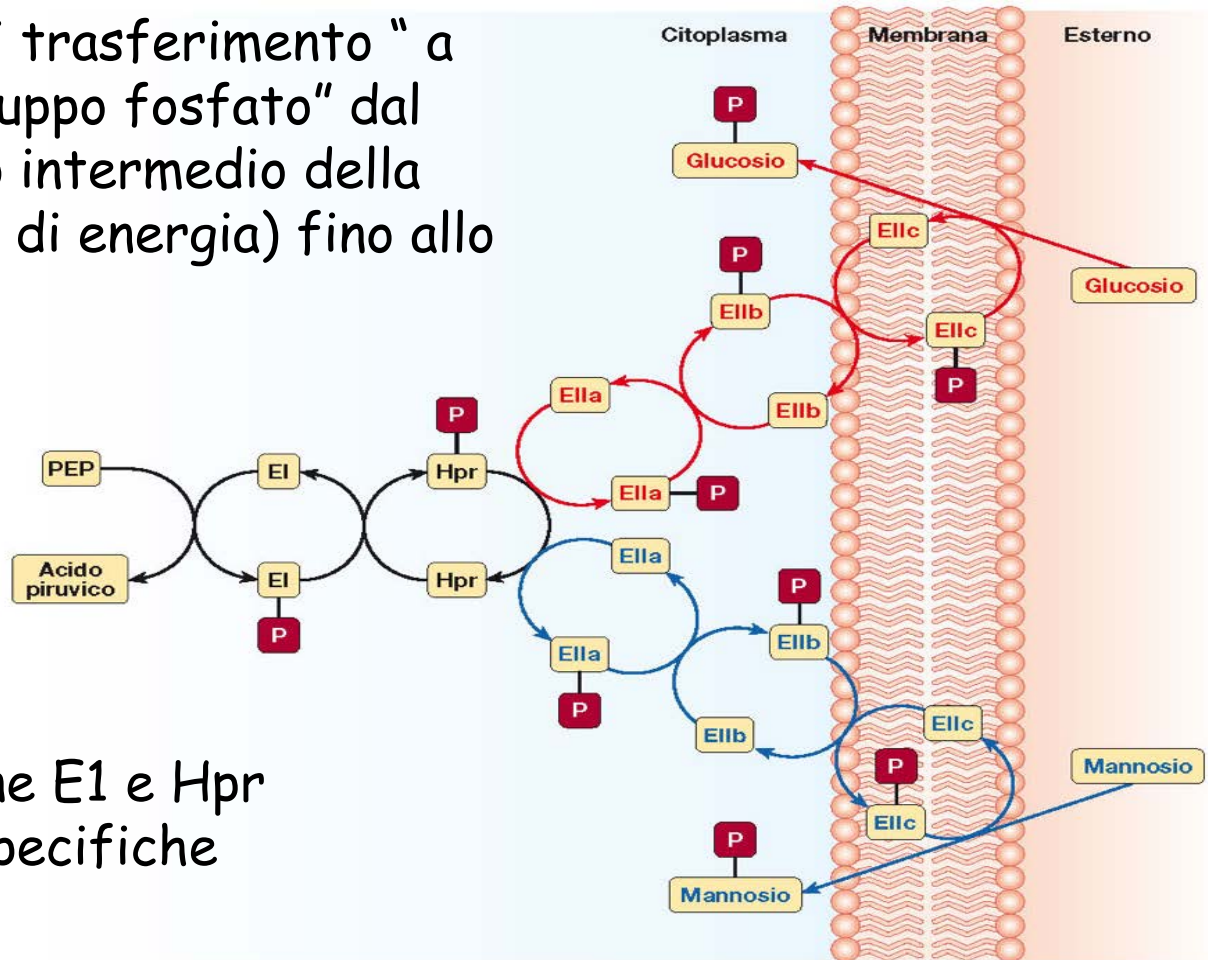 i trasferimento “ a
uppo fosfato” dal
o intermedio della
di energia) fino allo
ne E1 e Hpr
pecifiche
Citoplasma
Membrana
Esterno
P
Glucosio
Glucosio
EIIc
P
EIIb
EIIc
P
EIIb
EIIa
EIIa
P
P
PEP
EI
Hpr
Acido
piruvico
EI
P
Hpr
EIIa
EIIa
P
P
EIIb
EIIb
EIIc
P
EIIc
Mannosio
P
Mannosio